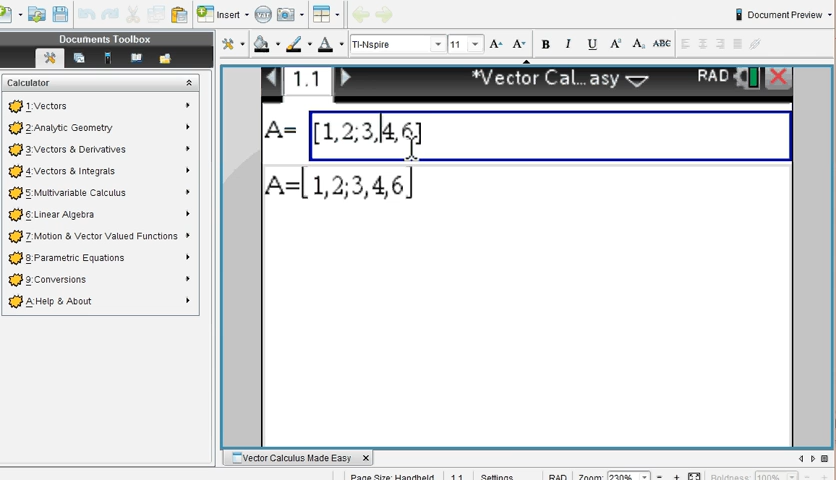 Insert
Document Preview
Documents Toolbox
TI-Nspire
11
A
A
B
I
U
A
A
ABC
Calculator
1.1
*Vector Cal...asy
RAD
1:Vectors
2:Analytic Geometry
3:Vectors & Derivatives
4:Vectors & Integrals
5:Multivariable Calculus
6:Linear Algebra
7:Motion & Vector Valued Functions
8:Parametric Equations
9:Conversions
A:Help & About
A= [1,2;3,4,6]
A=[1,2;3,4,6]
Vector Calculus Made Easy
Page Size: Handheld
1.1
Settings
RAD
Zoom: 230%
Boldness: 100%